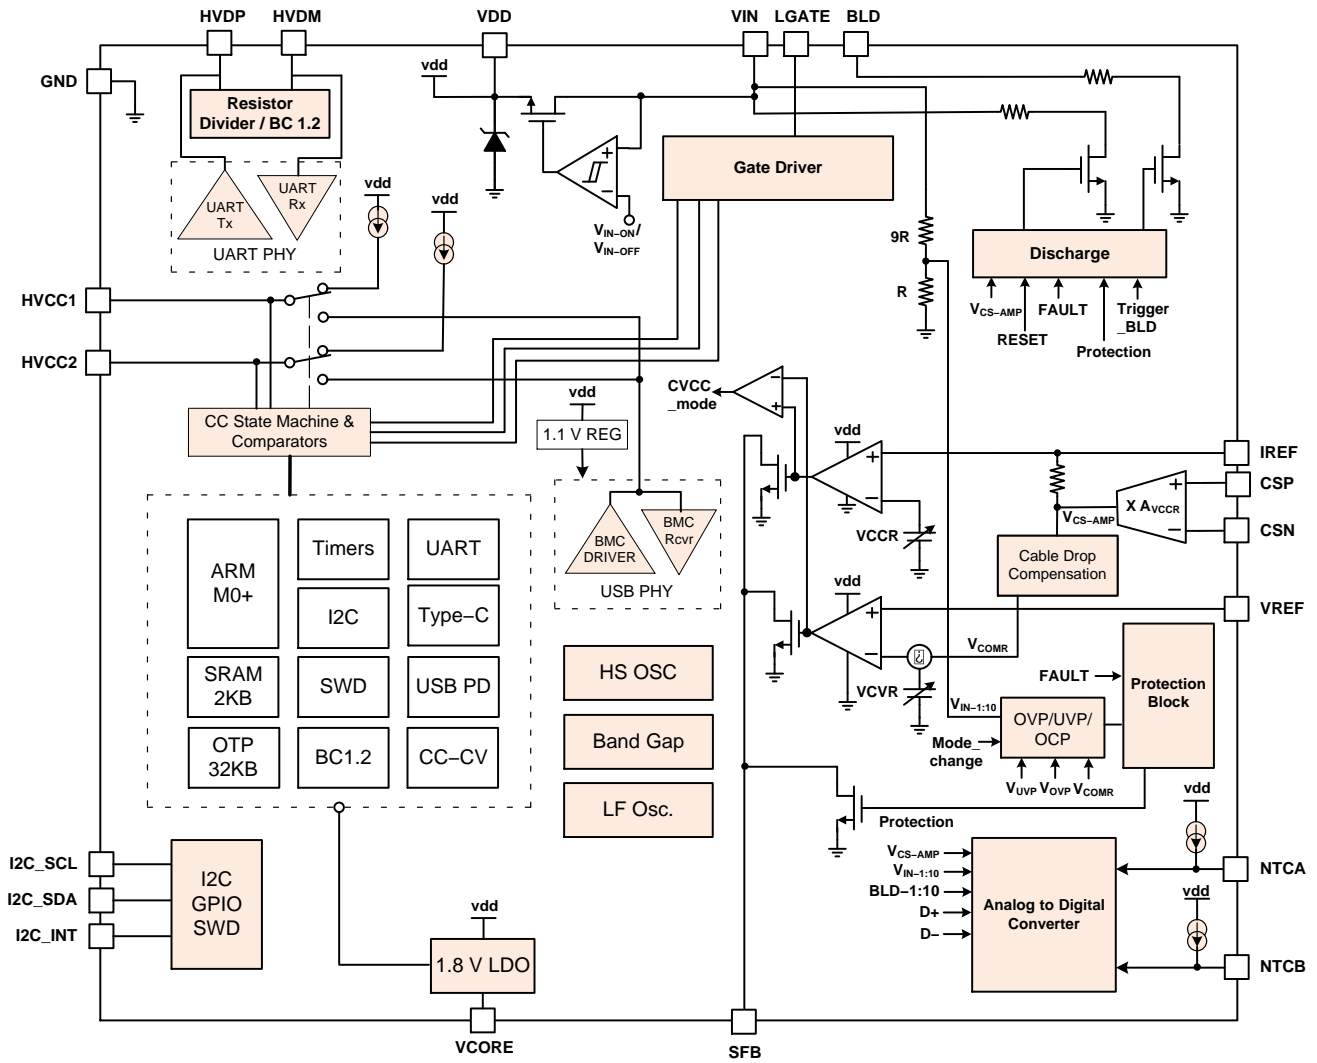 HVDP
HVDM
VDD
VIN
LGATE
BLD
GND
vdd
Resistor
Divider / BC 1.2
Gate Driver
UART
Tx
UART
Rx
UART PHY
vdd
vdd
+
−
VIN−ON/
VIN−OFF
9R
R
Discharge
VCS−AMP
RESET
FAULT
Protection
Trigger
_BLD
HVCC1
HVCC2
CC State Machine &
Comparators
vdd
1.1 V REG
CVCC
_mode
−
+
vdd
+
−
IREF
CSP
CSN
VCS−AMP
X AVCCR
+
−
VCCR
Cable Drop
Compensation
BMC
DRIVER
BMC
Rcvr
USB PHY
ARM
M0+
Timers
UART
I2C
Type−C
SRAM
2KB
SWD
USB PD
OTP
32KB
BC1.2
CC−CV
HS OSC
Band Gap
LF Osc.
vdd
+
−
VREF
VCOMR
¿
VCVR
VIN−1:10
FAULT
Protection
Block
OVP/UVP/
OCP
Mode_
change
VUVP
VOVP
VCOMR
Protection
vdd
VCS−AMP
VIN−1:10
BLD−1:10
D+
D−
Analog to Digital
Converter
NTCA
vdd
NTCB
I2C_SCL
I2C_SDA
I2C_INT
I2C
GPIO
SWD
vdd
1.8 V LDO
VCORE
SFB